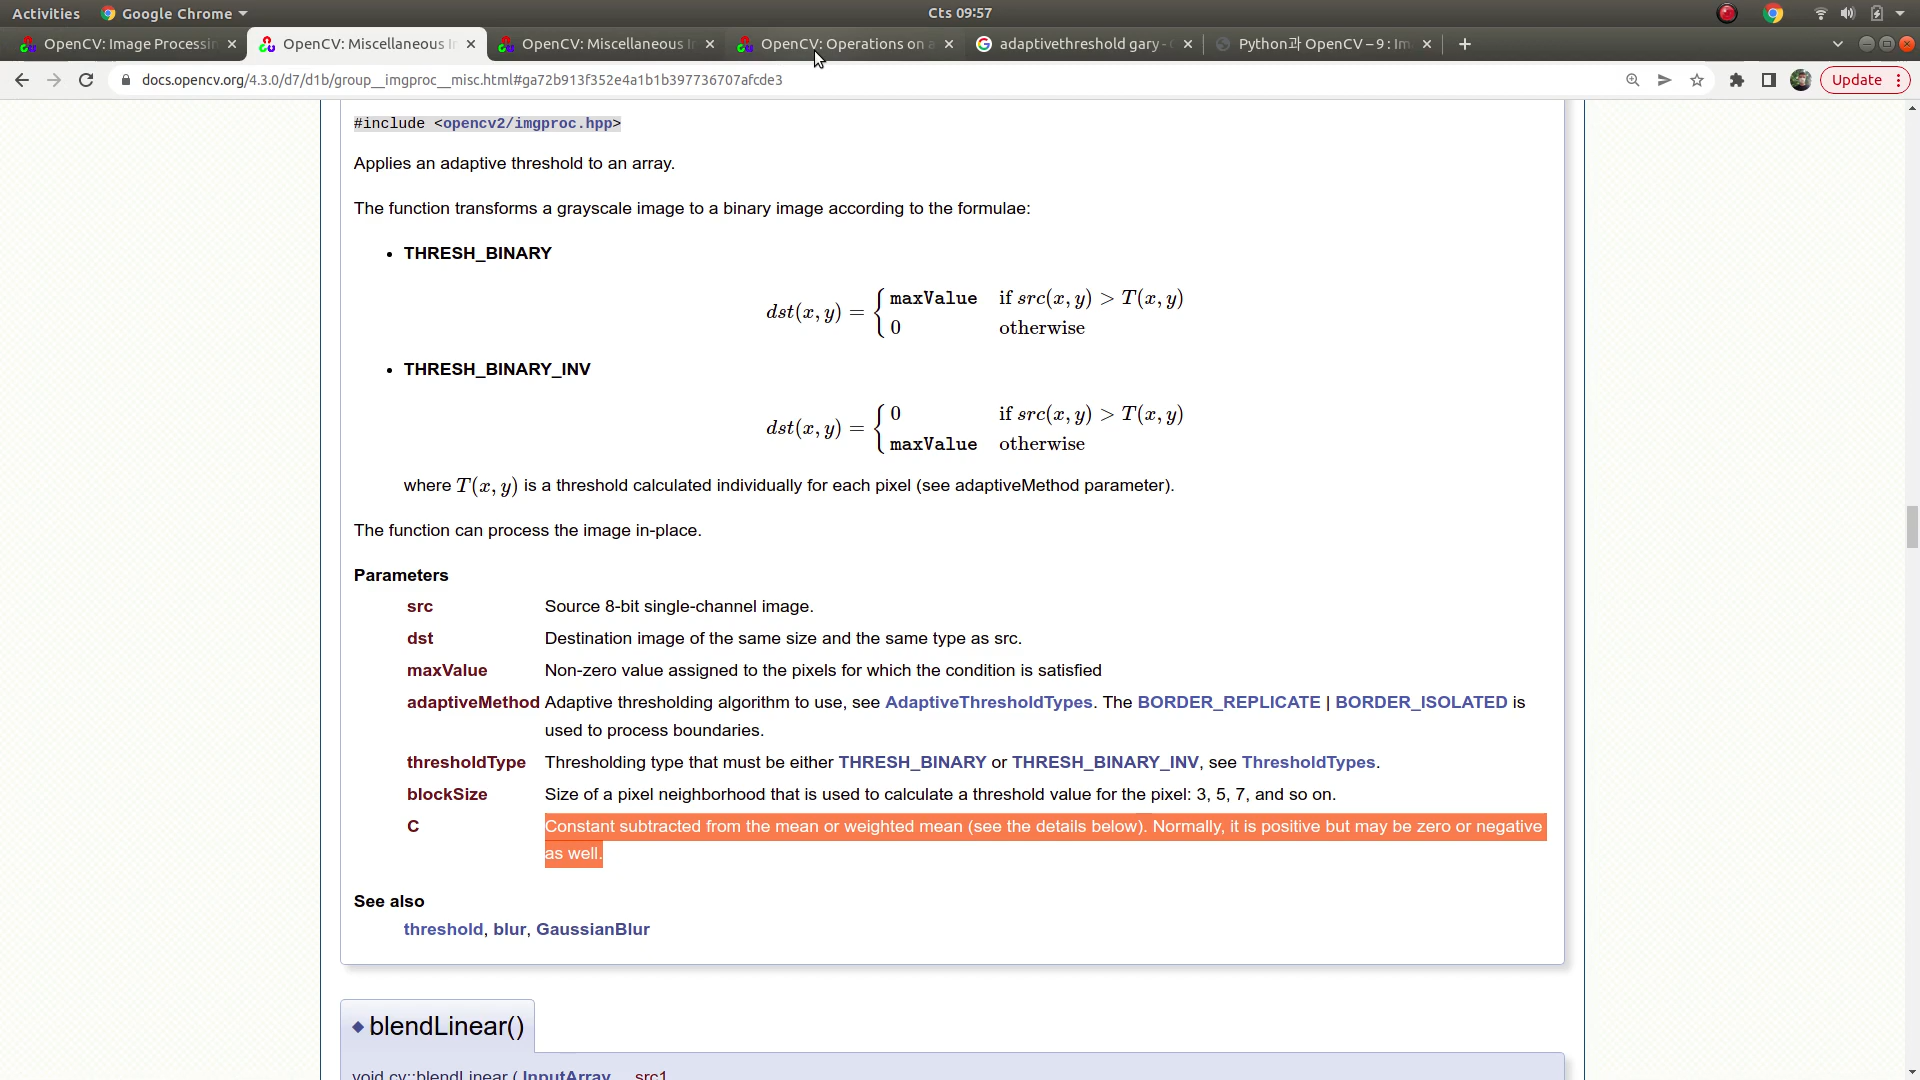 Activities Google Chrome Cts 09:57
OpenCV: Image Processin OpenCV: Miscellaneous I OpenCV: Miscellaneous I OpenCV: Operations on a adaptivethreshold gary - Python과 OpenCV – 9 : Im
docs.opencv.org/4.3.0/d7/d1b/group__imgproc__misc.html#ga72b913f352e4a1b1b397736707afcde3 Update
#include <opencv2/imgproc.hpp>
Applies an adaptive threshold to an array.
The function transforms a grayscale image to a binary image according to the formulae:
• THRESH_BINARY
dst(x, y) = { maxValue if src(x, y) > T(x, y)
0 otherwise
• THRESH_BINARY_INV
dst(x, y) = { 0 if src(x, y) > T(x, y)
maxValue otherwise
where T(x, y) is a threshold calculated individually for each pixel (see adaptiveMethod parameter).
The function can process the image in-place.
Parameters
src Source 8-bit single-channel image.
dst Destination image of the same size and the same type as src.
maxValue Non-zero value assigned to the pixels for which the condition is satisfied
adaptiveMethod Adaptive thresholding algorithm to use, see AdaptiveThresholdTypes. The BORDER_REPLICATE | BORDER_ISOLATED is
used to process boundaries.
thresholdType Thresholding type that must be either THRESH_BINARY or THRESH_BINARY_INV, see ThresholdTypes.
blockSize Size of a pixel neighborhood that is used to calculate a threshold value for the pixel: 3, 5, 7, and so on.
C Constant subtracted from the mean or weighted mean (see the details below). Normally, it is positive but may be zero or negative
as well.
See also
threshold, blur, GaussianBlur
◆ blendLinear()
void cv::blendLinear ( InputArray src1